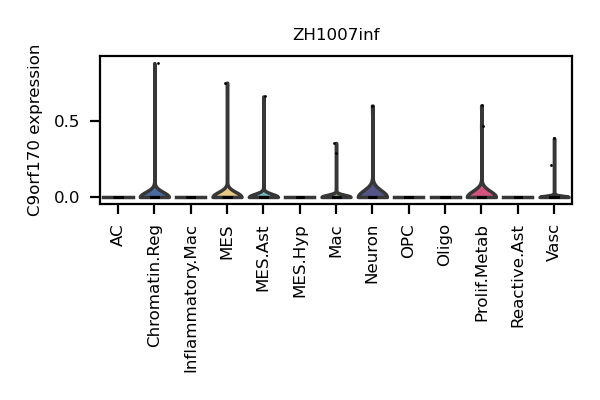 ZH1007inf
C9orf170 expression
0.5
0.0
AC
Chromatin.Reg
Inflammatory.Mac
MES
MES.Ast
MES.Hyp
Mac
Neuron
OPC
Oligo
Prolif.Metab
Reactive.Ast
Vasc